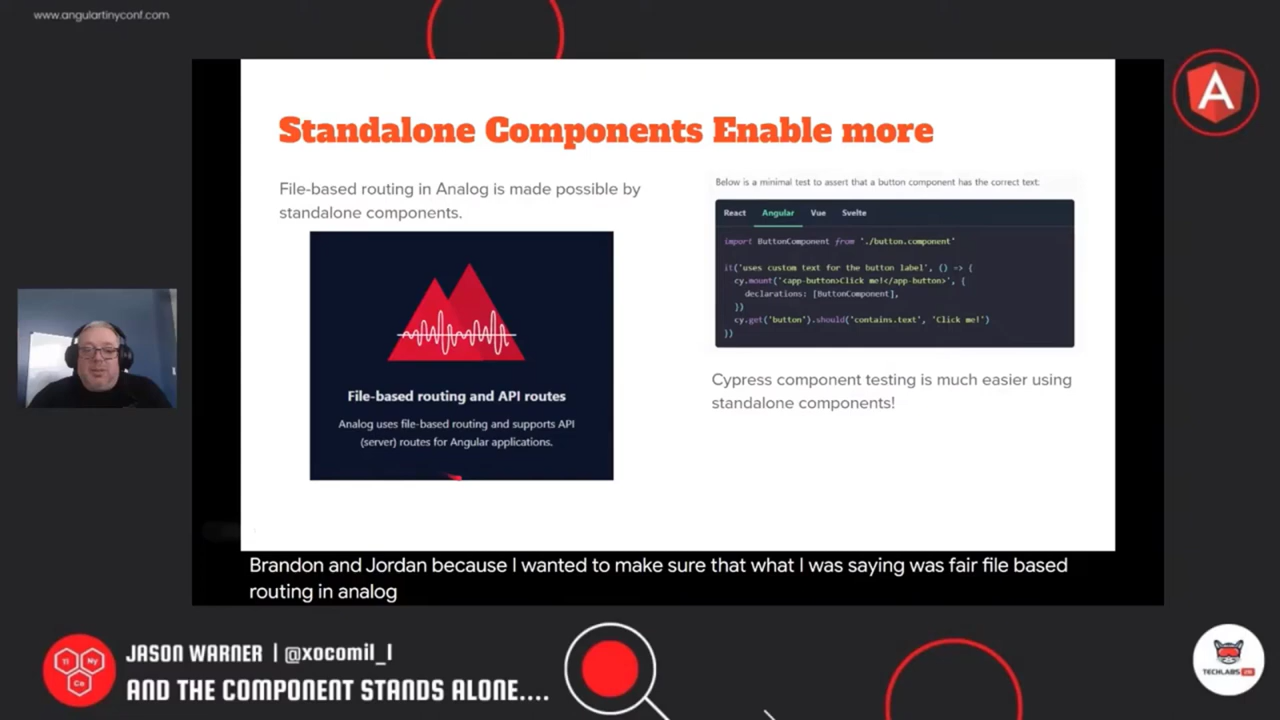 www.angulartinyconf.com
Standalone Components Enable more
File-based routing in Analog is made possible by
standalone components.
File-based routing and API routes
Analog uses file-based routing and supports API
(server) routes for Angular applications.
Below is a minimal test to assert that a button component has the correct text:
React Angular Vue Svelte
import ButtonComponent from './button.component'
it('uses custom text for the button label', () => {
cy.mount('<app-button>Click me!</app-button>', {
declarations: [ButtonComponent],
})
cy.get('button').should('contains.text', 'Click me!')
})
Cypress component testing is much easier using
standalone components!
Brandon and Jordan because I wanted to make sure that what I was saying was fair file based
routing in analog
A
11 My
Co
JASON WARNER | @xocomil_1
AND THE COMPONENT STANDS ALONE....
TECHLABS